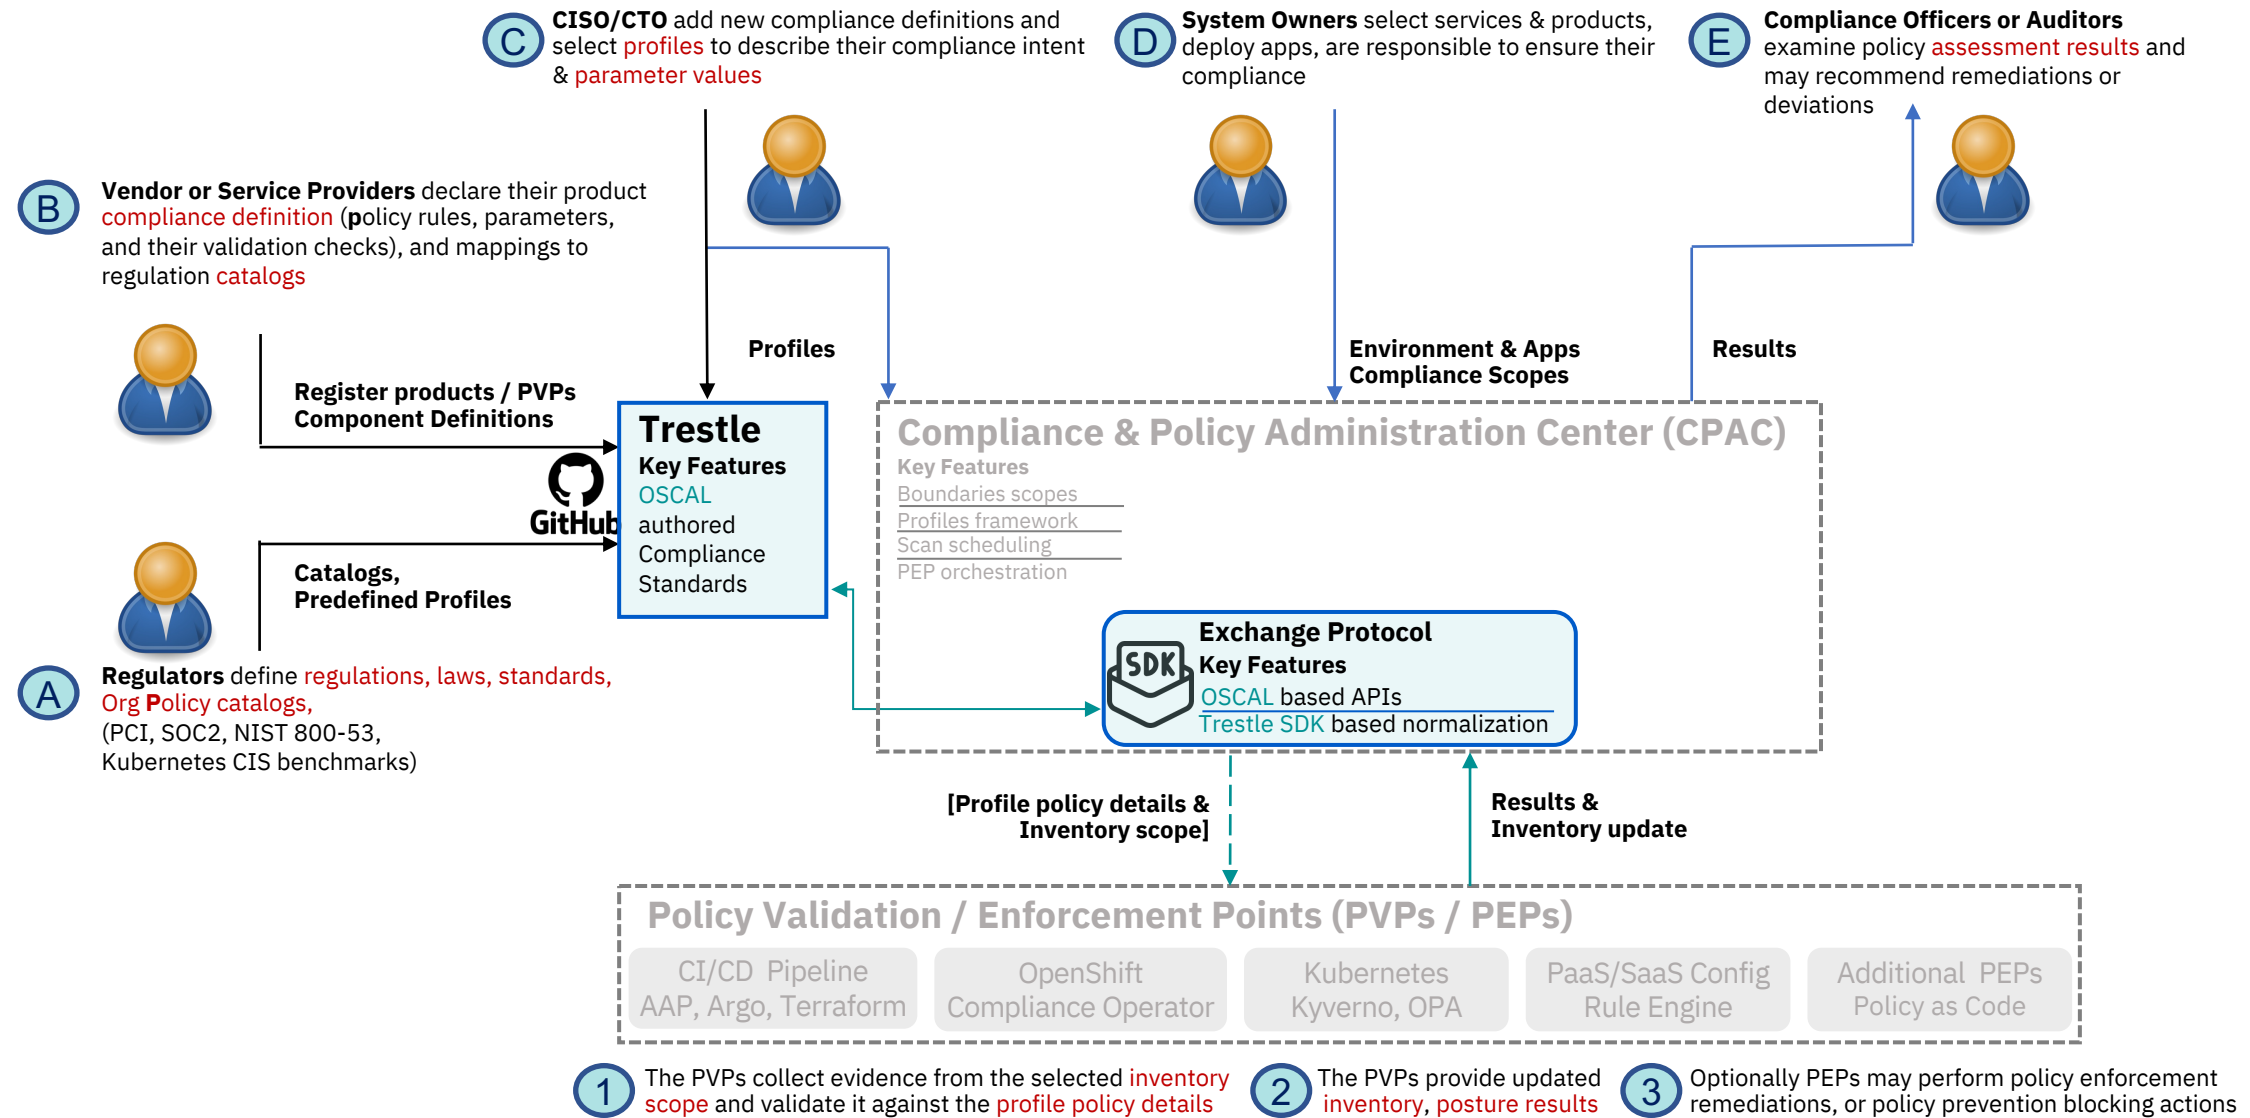 C
CISO/CTO add new compliance definitions and
select profiles to describe their compliance intent
& parameter values
D
System Owners select services & products,
deploy apps, are responsible to ensure their
compliance
E
Compliance Officers or Auditors
examine policy assessment results and
may recommend remediations or
deviations
B
Vendor or Service Providers declare their product
compliance definition (policy rules, parameters,
and their validation checks), and mappings to
regulation catalogs
Profiles
Environment & Apps
Compliance Scopes
Results
Register products / PVPs
Component Definitions
GitHub
Catalogs,
Predefined Profiles
Trestle
Key Features
OSCAL
authored
Compliance
Standards
Compliance & Policy Administration Center (CPAC)
Key Features
Boundaries scopes
Profiles framework
Scan scheduling
PEP orchestration
SDK
Exchange Protocol
Key Features
OSCAL based APIs
Trestle SDK based normalization
A
Regulators define regulations, laws, standards,
Org Policy catalogs,
(PCI, SOC2, NIST 800-53,
Kubernetes CIS benchmarks)
[Profile policy details &
Inventory scope]
Results &
Inventory update
Policy Validation / Enforcement Points (PVPs / PEPs)
CI/CD Pipeline
AAP, Argo, Terraform
OpenShift
Compliance Operator
Kubernetes
Kyverno, OPA
PaaS/SaaS Config
Rule Engine
Additional PEPs
Policy as Code
1
The PVPs collect evidence from the selected inventory
scope and validate it against the profile policy details
2
The PVPs provide updated
inventory, posture results
3
Optionally PEPs may perform policy enforcement
remediations, or policy prevention blocking actions